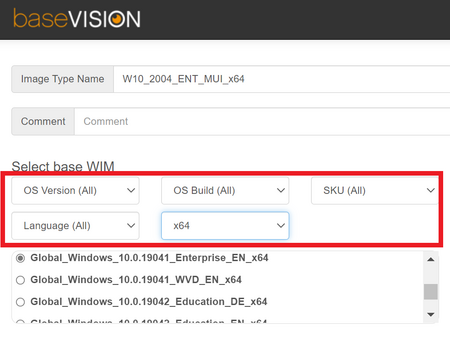 baseVISION
Image Type Name W10_2004_ENT_MUI_x64
Comment Comment
Select base WIM
OS Version (All) OS Build (All) SKU (All)
Language (All) x64
Global_Windows_10.0.19041_Enterprise_EN_x64
Global_Windows_10.0.19041_WVD_EN_x64
Global_Windows_10.0.19042_Education_DE_x64